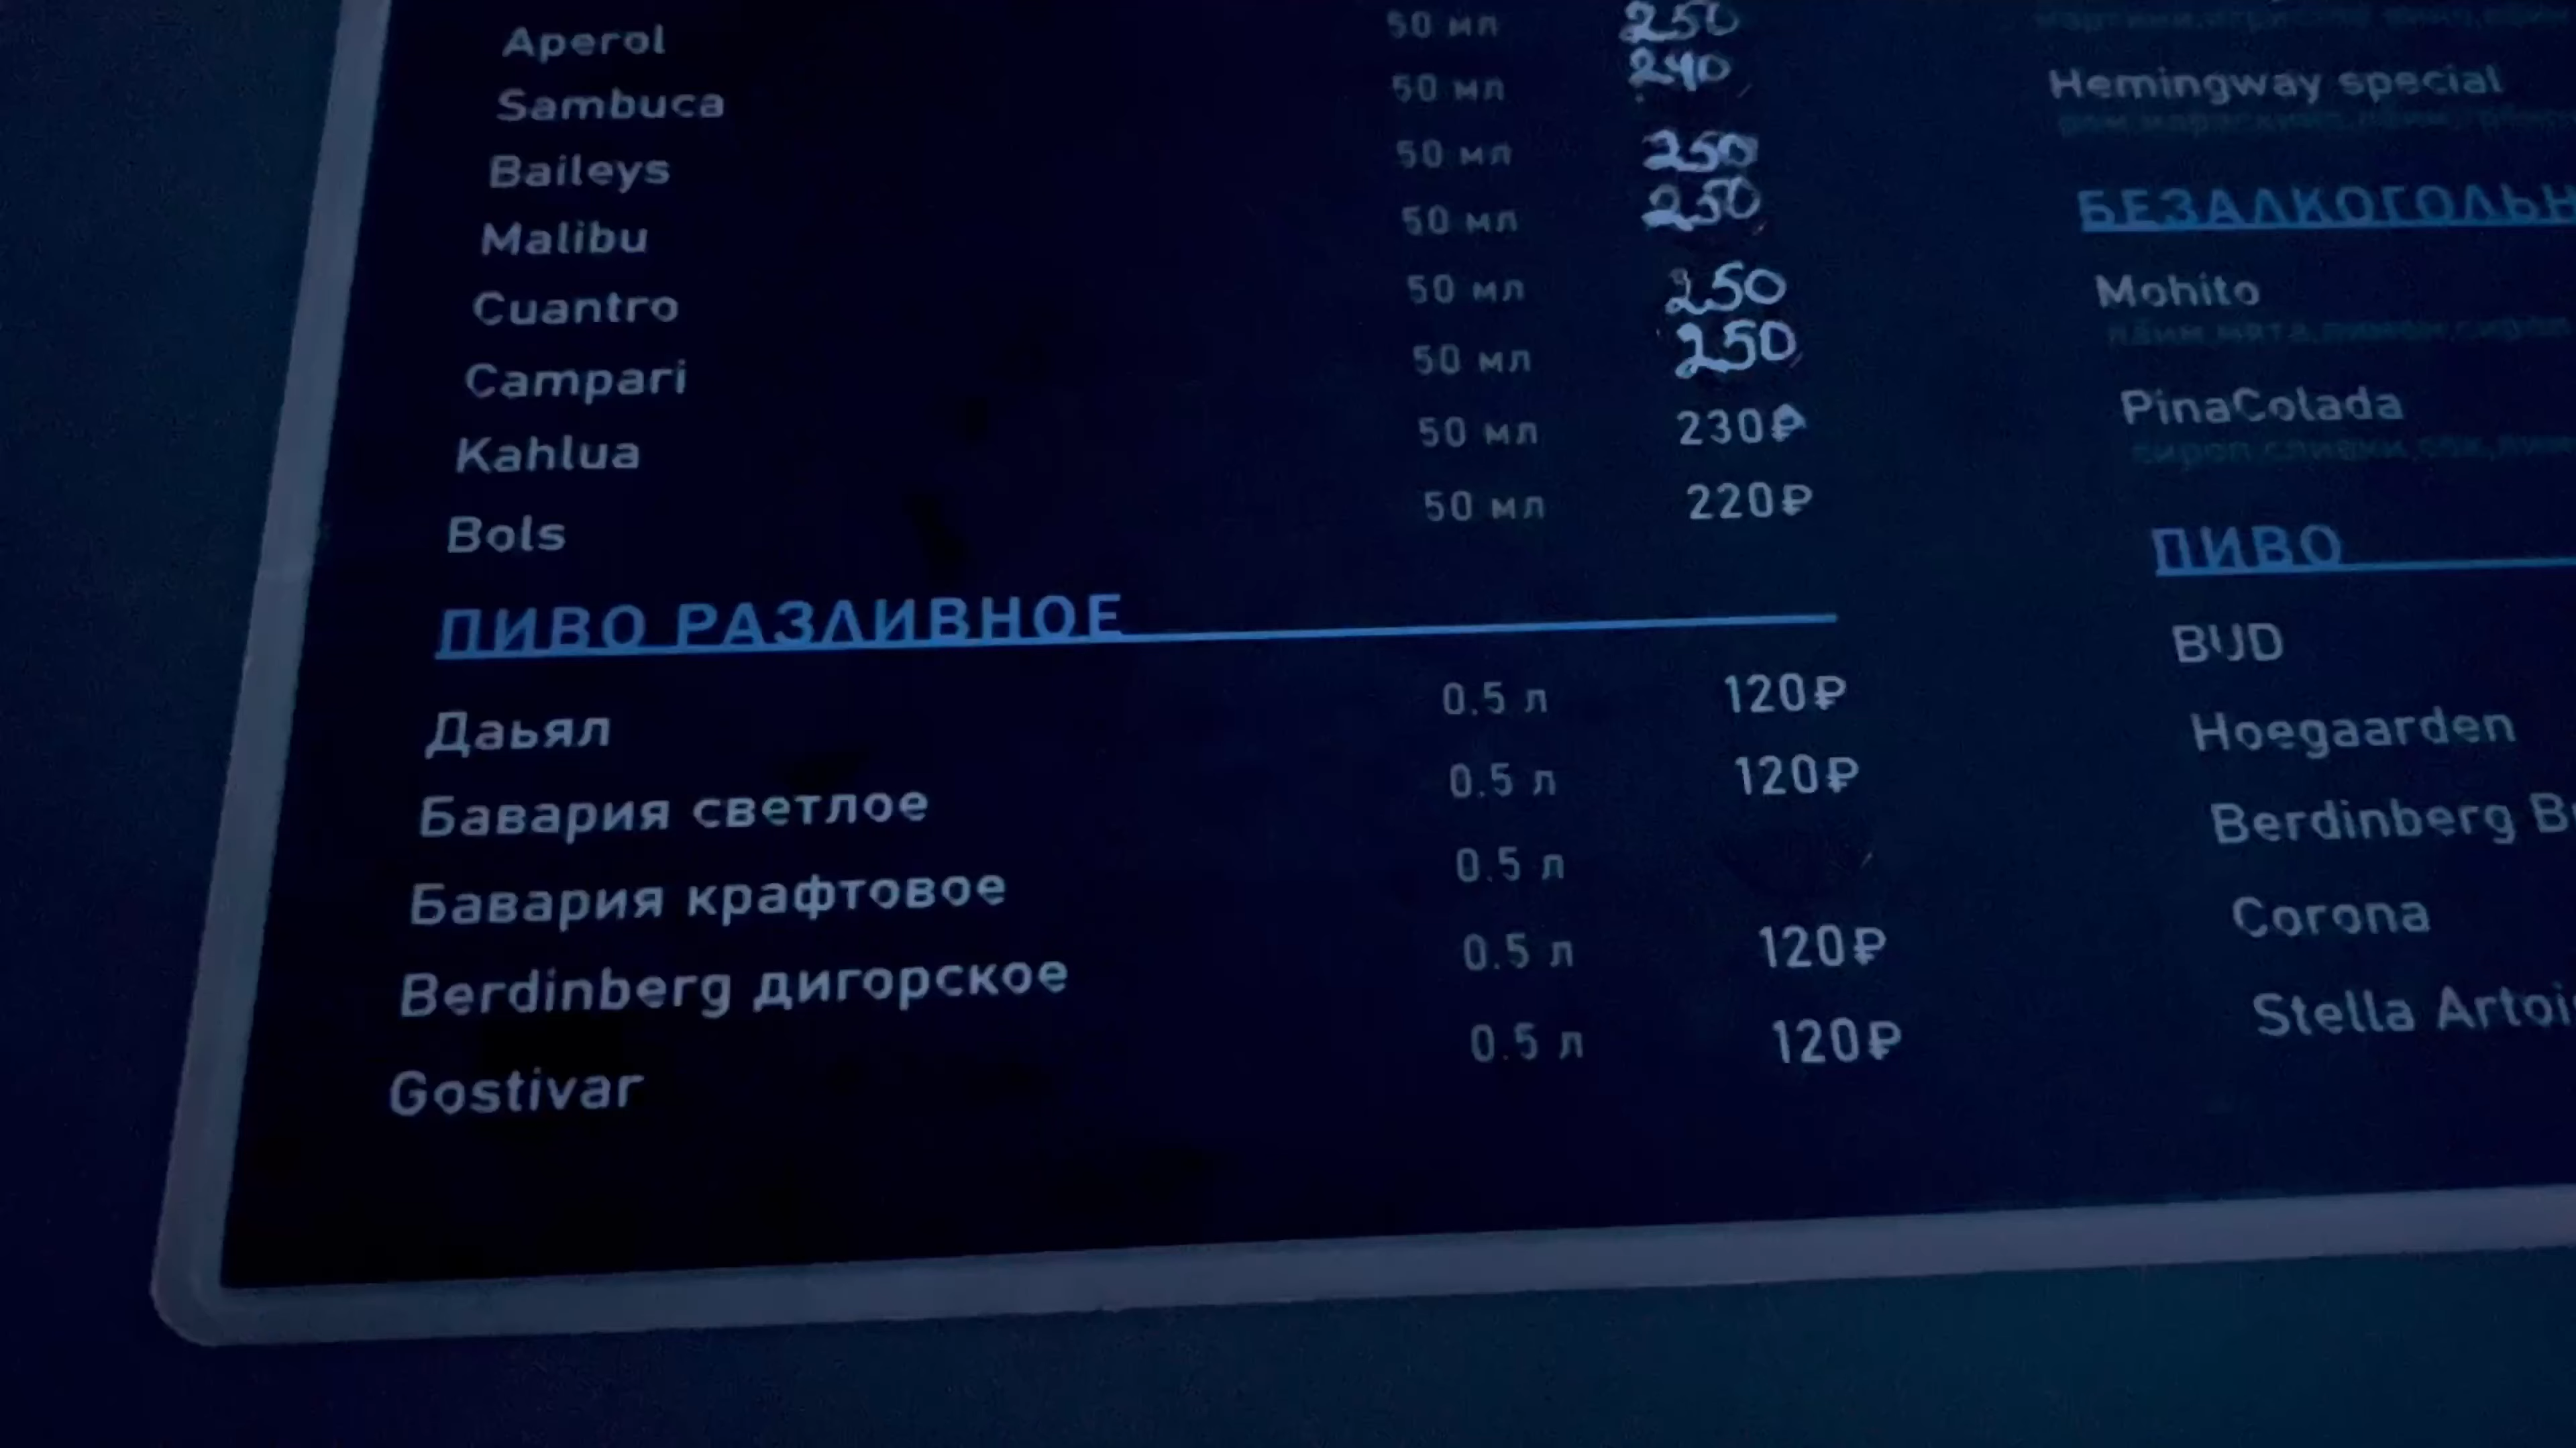 Aperol 50 мл 250
Sambuca 50 мл 240
Baileys 50 мл 250
Malibu 50 мл 250
Cuantro 50 мл 250
Campari 50 мл 250
Kahlua 50 мл 230₽
Bols 50 мл 220₽
ПИВО РАЗЛИВНОЕ
Даьял 0.5 л 120₽
Бавария светлое 0.5 л 120₽
Бавария крафтовое 0.5 л
Berdinberg дигорское 0.5 л 120₽
Gostivar 0.5 л 120₽
Hemingway special
БЕЗАЛКОГОЛЬН
Mohito
PinaColada
сироп, сливки, сок,
ПИВО
BUD
Hoegaarden
Berdinberg
Corona
Stella Artoi